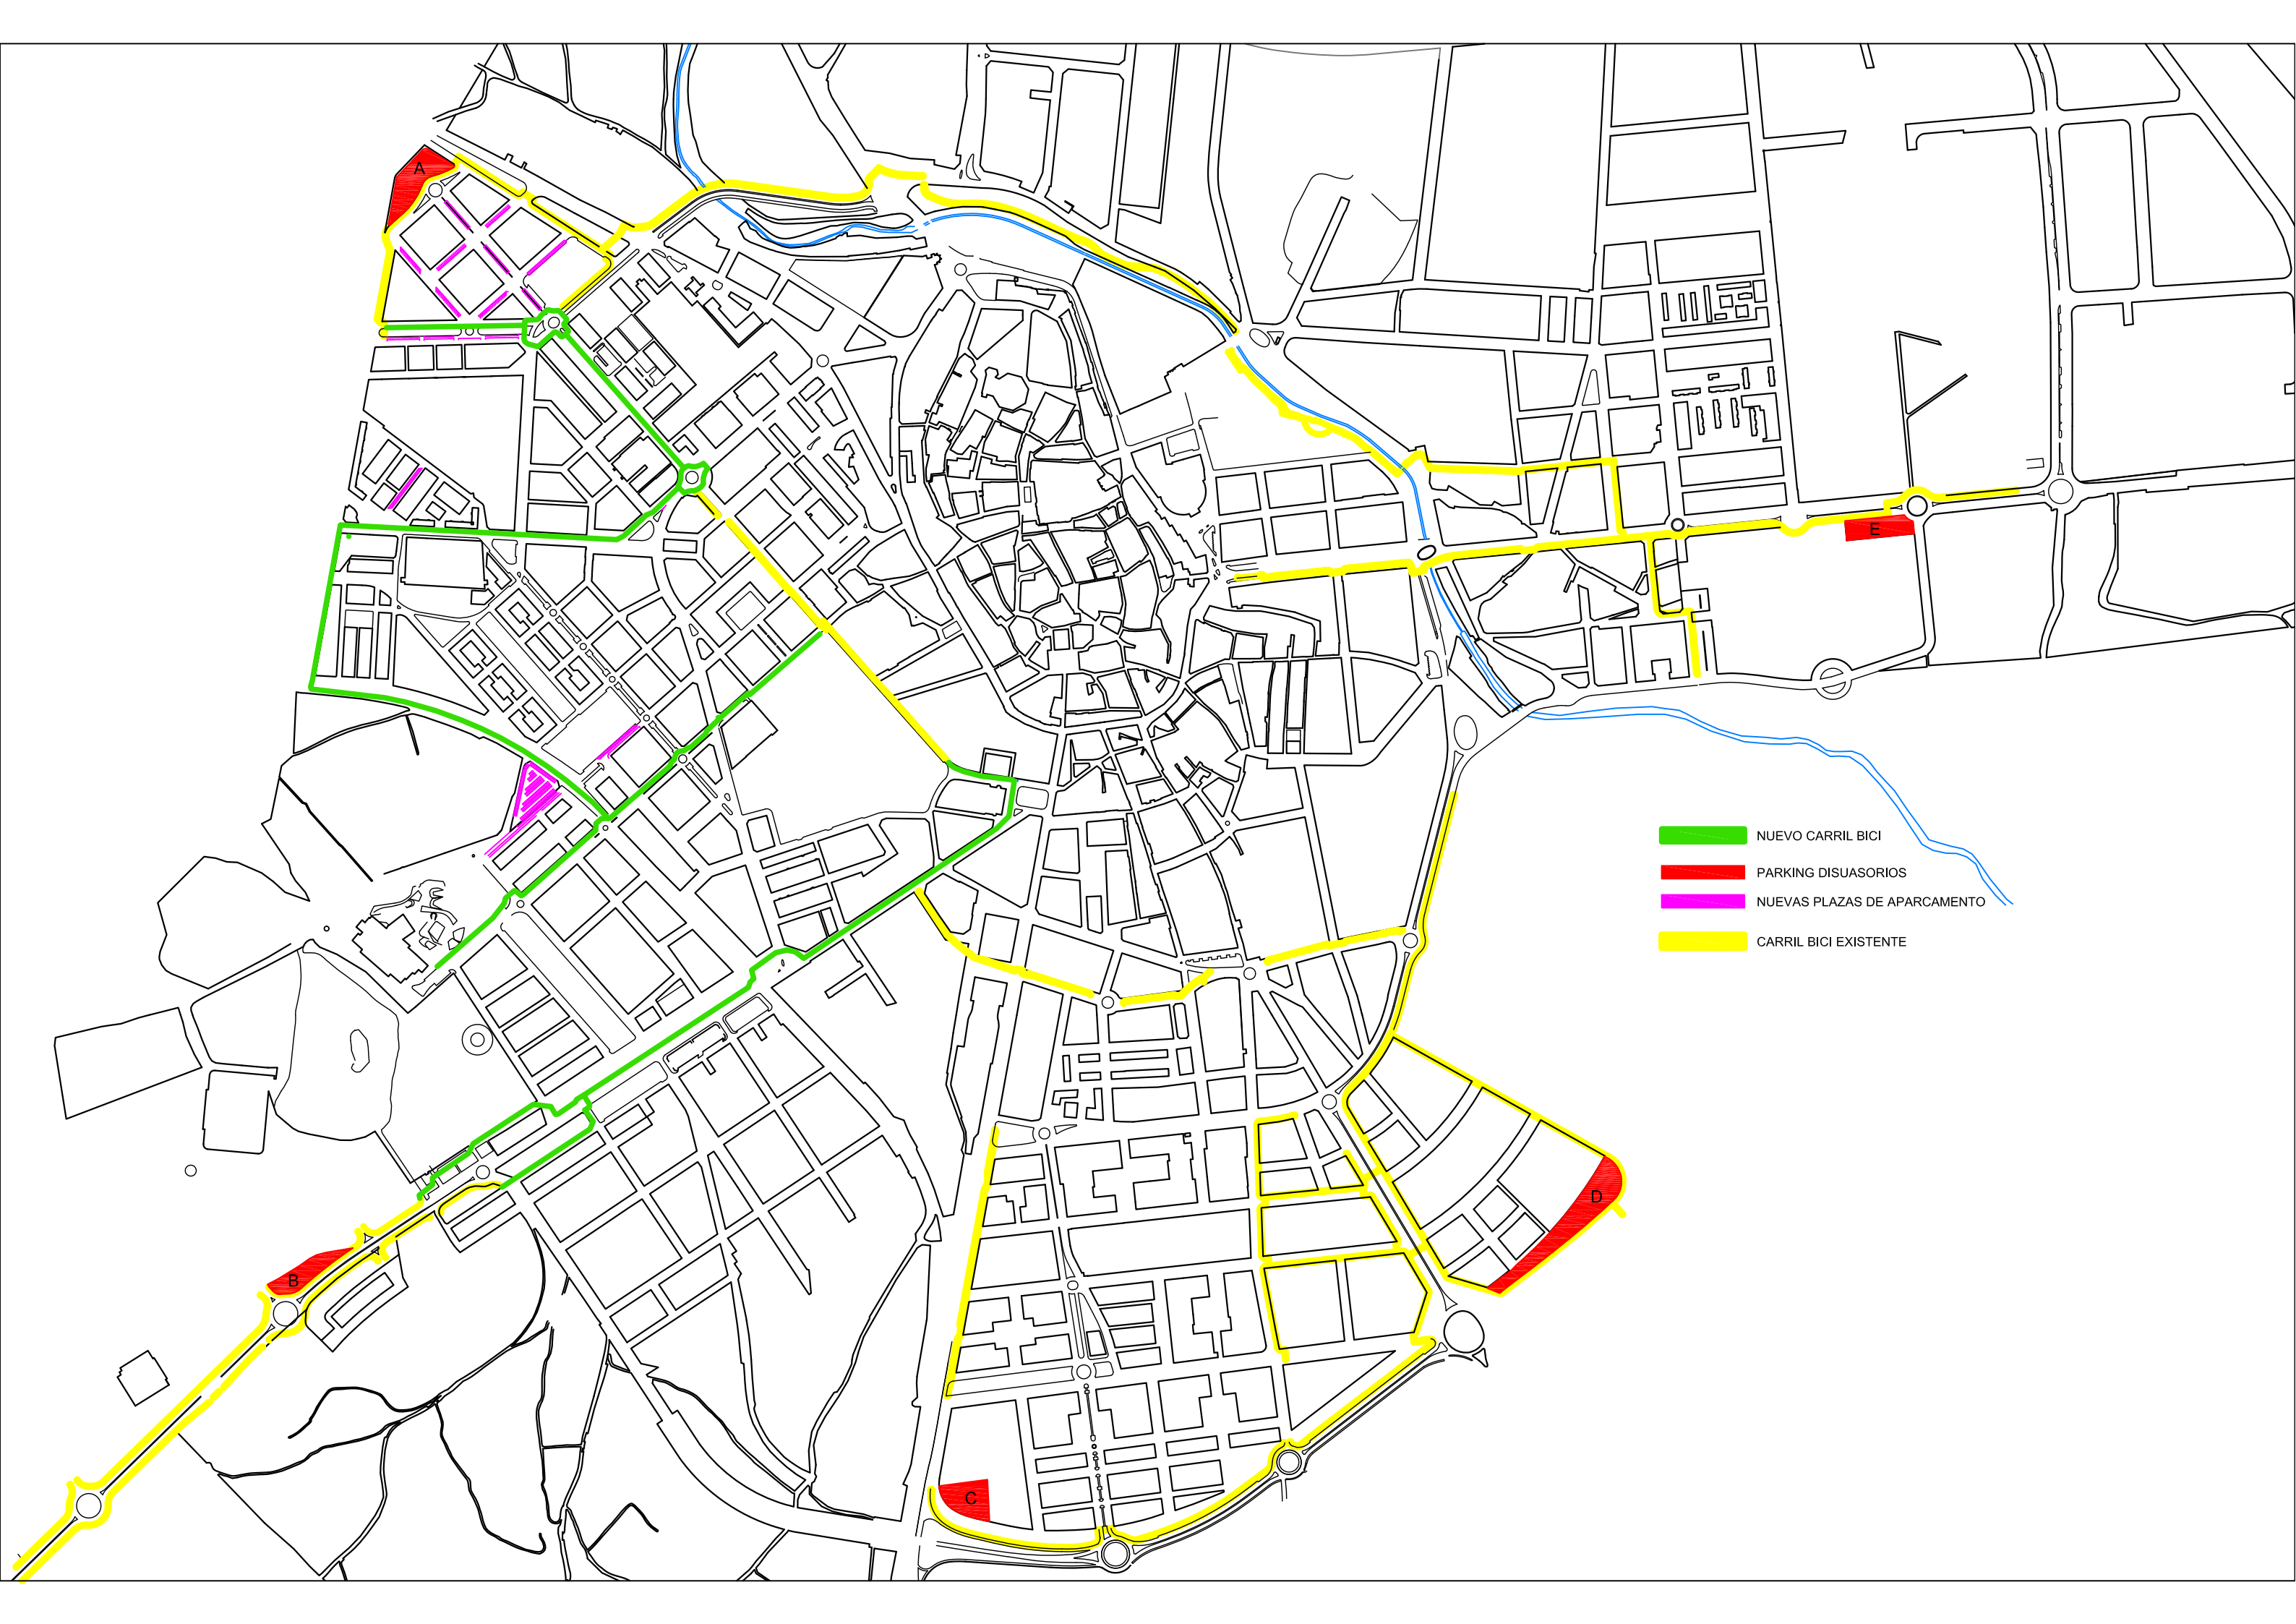 A
E
NUEVO CARRIL BICI
PARKING DISUASORIOS
NUEVAS PLAZAS DE APARCAMENTO
CARRIL BICI EXISTENTE
D
B
C